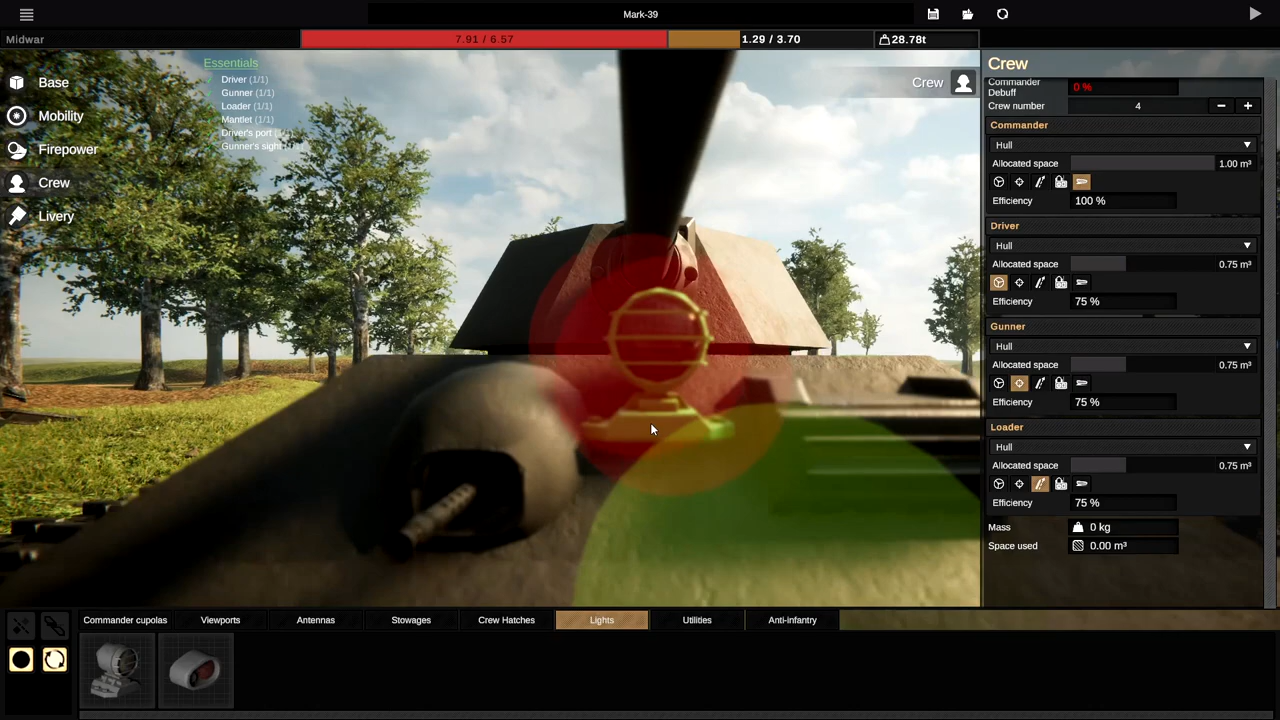 Mark-39
Midwar
7.91 / 6.57
1.29 / 3.70
28.78t
Base
Mobility
Firepower
Crew
Livery
Essentials
Driver (1/1)
Gunner (1/1)
Loader (1/1)
Mantlet (1/1)
Driver's port (1/1)
Gunner's sight (1/1)
Crew
Crew
Commander Debuff
0 %
Crew number
4
Commander
Hull
Allocated space
1.00 m³
Efficiency
100 %
Driver
Hull
Allocated space
0.75 m³
Efficiency
75 %
Gunner
Hull
Allocated space
0.75 m³
Efficiency
75 %
Loader
Hull
Allocated space
0.75 m³
Efficiency
75 %
Mass
0 kg
Space used
0.00 m³
Commander cupolas
Viewports
Antennas
Stowages
Crew Hatches
Lights
Utilities
Anti-infantry